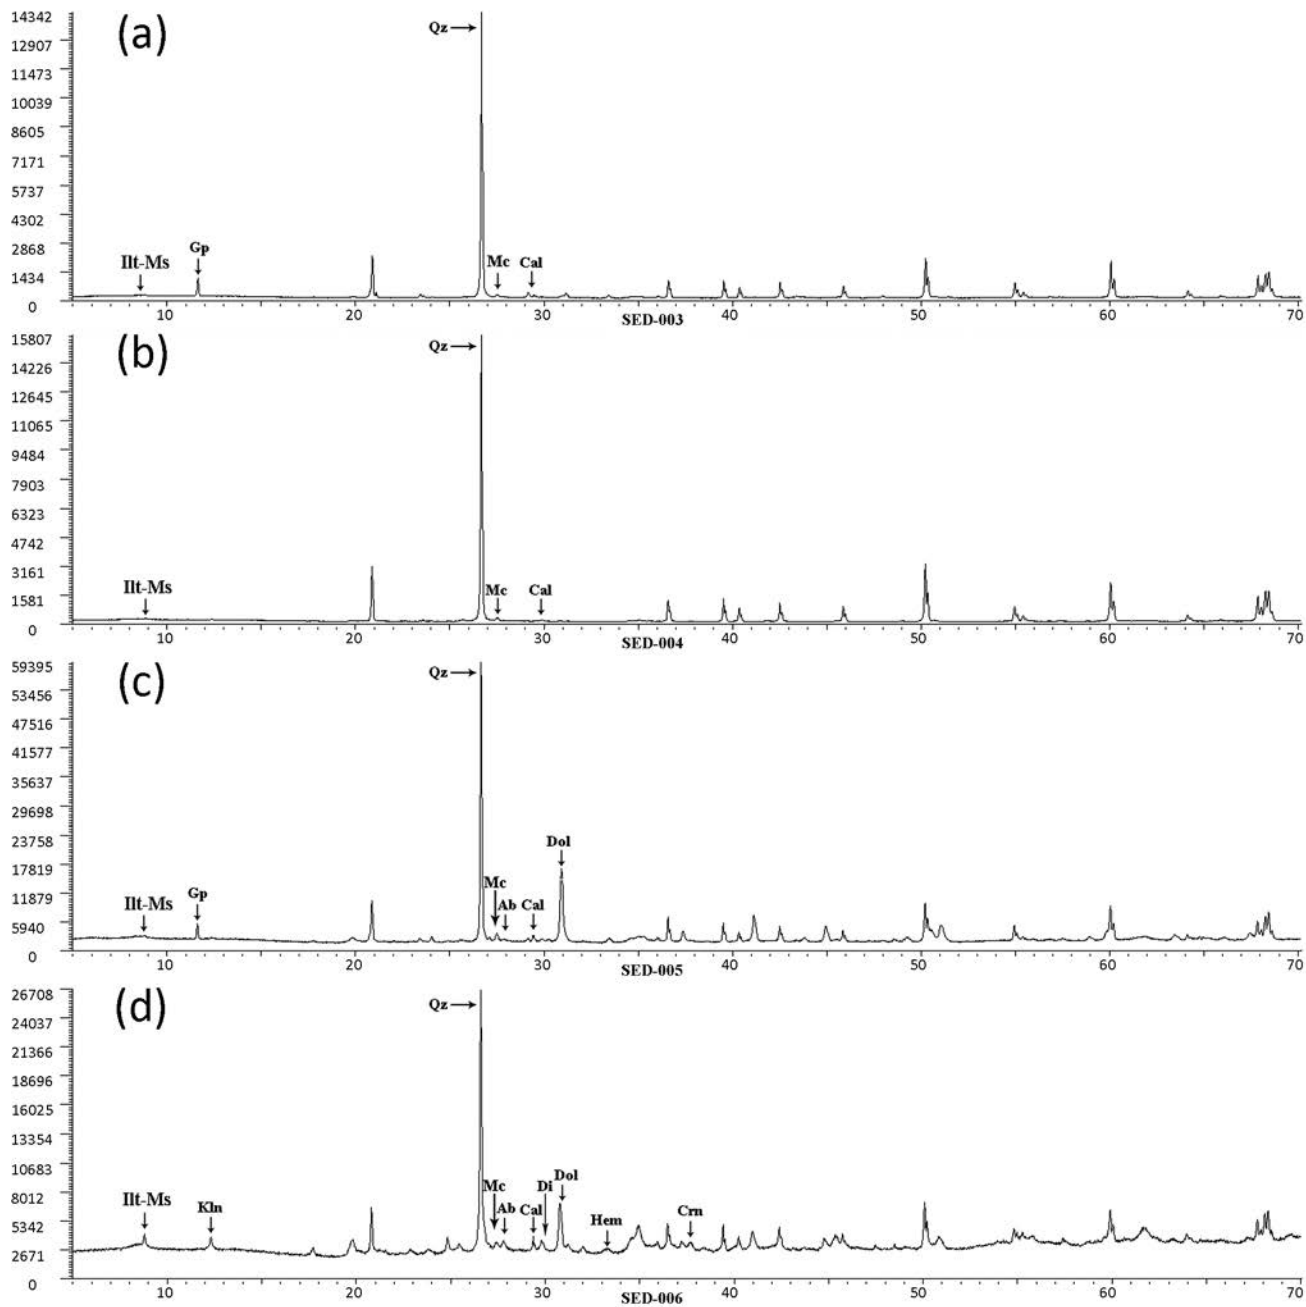 14342
(a)
12907
11473
10039
8605
7171
5737
4302
2868
1434
0
Qz
Ilt-Ms
Gp
Mc
Cal
10
20
30
40
50
60
70
SED-003
15807
(b)
14226
12645
11065
9484
7903
6323
4742
3161
1581
0
Qz
Ilt-Ms
Mc
Cal
10
20
30
40
50
60
70
SED-004
59395
(c)
53456
47516
41577
35637
29698
23758
17819
11879
5940
0
Qz
Ilt-Ms
Gp
Mc
Ab
Cal
Dol
10
20
30
40
50
60
70
SED-005
26708
(d)
24037
21366
18696
16025
13354
10683
8012
5342
2671
0
Qz
Ilt-Ms
Kln
Mc
Ab
Cal
Di
Dol
Hem
Crn
10
20
30
40
50
60
70
SED-006